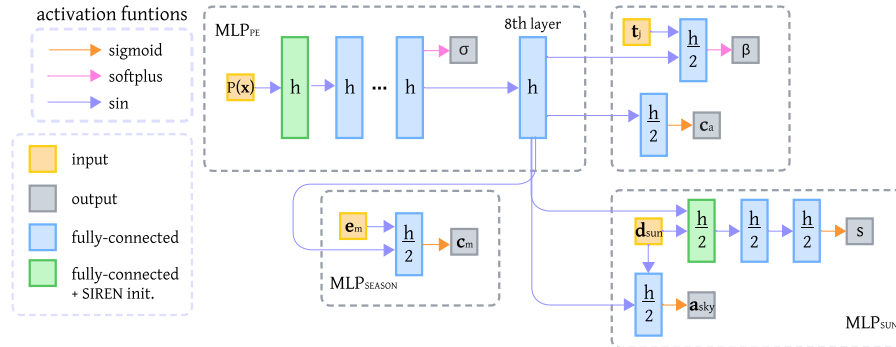 activation funtions
sigmoid
softplus
sin
input
output
fully-connected
fully-connected
+ SIREN init.
MLPPE
8th layer
P(x)
h
h
...
h
σ
h
tj
h
2
β
h
2
ca
em
h
2
cm
MLPSEASON
dsun
h
2
h
2
h
2
s
h
2
asky
MLPSUN